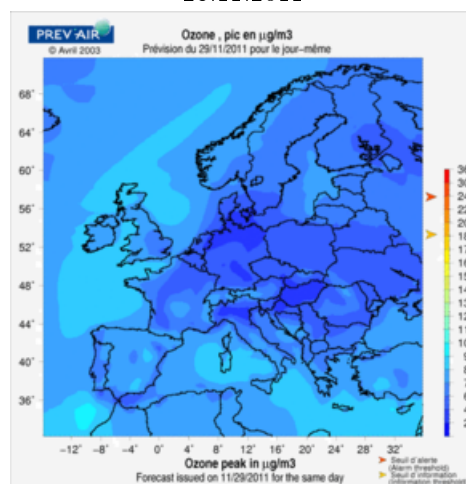 PREV'AIR
© Avril 2003
Ozone , pic en µg/m3
Prévision du 29/11/2011 pour le jour-même
68°
64°
60°
56°
52°
48°
44°
40°
36°
-12° -8° -4° 0° 4° 8° 12° 16° 20° 24° 28° 32°
Ozone peak in µg/m3
Forecast issued on 11/29/2011 for the same day
Seuil d'alerte
(Alarm threshold)
Seuil d'information
(Information threshold)